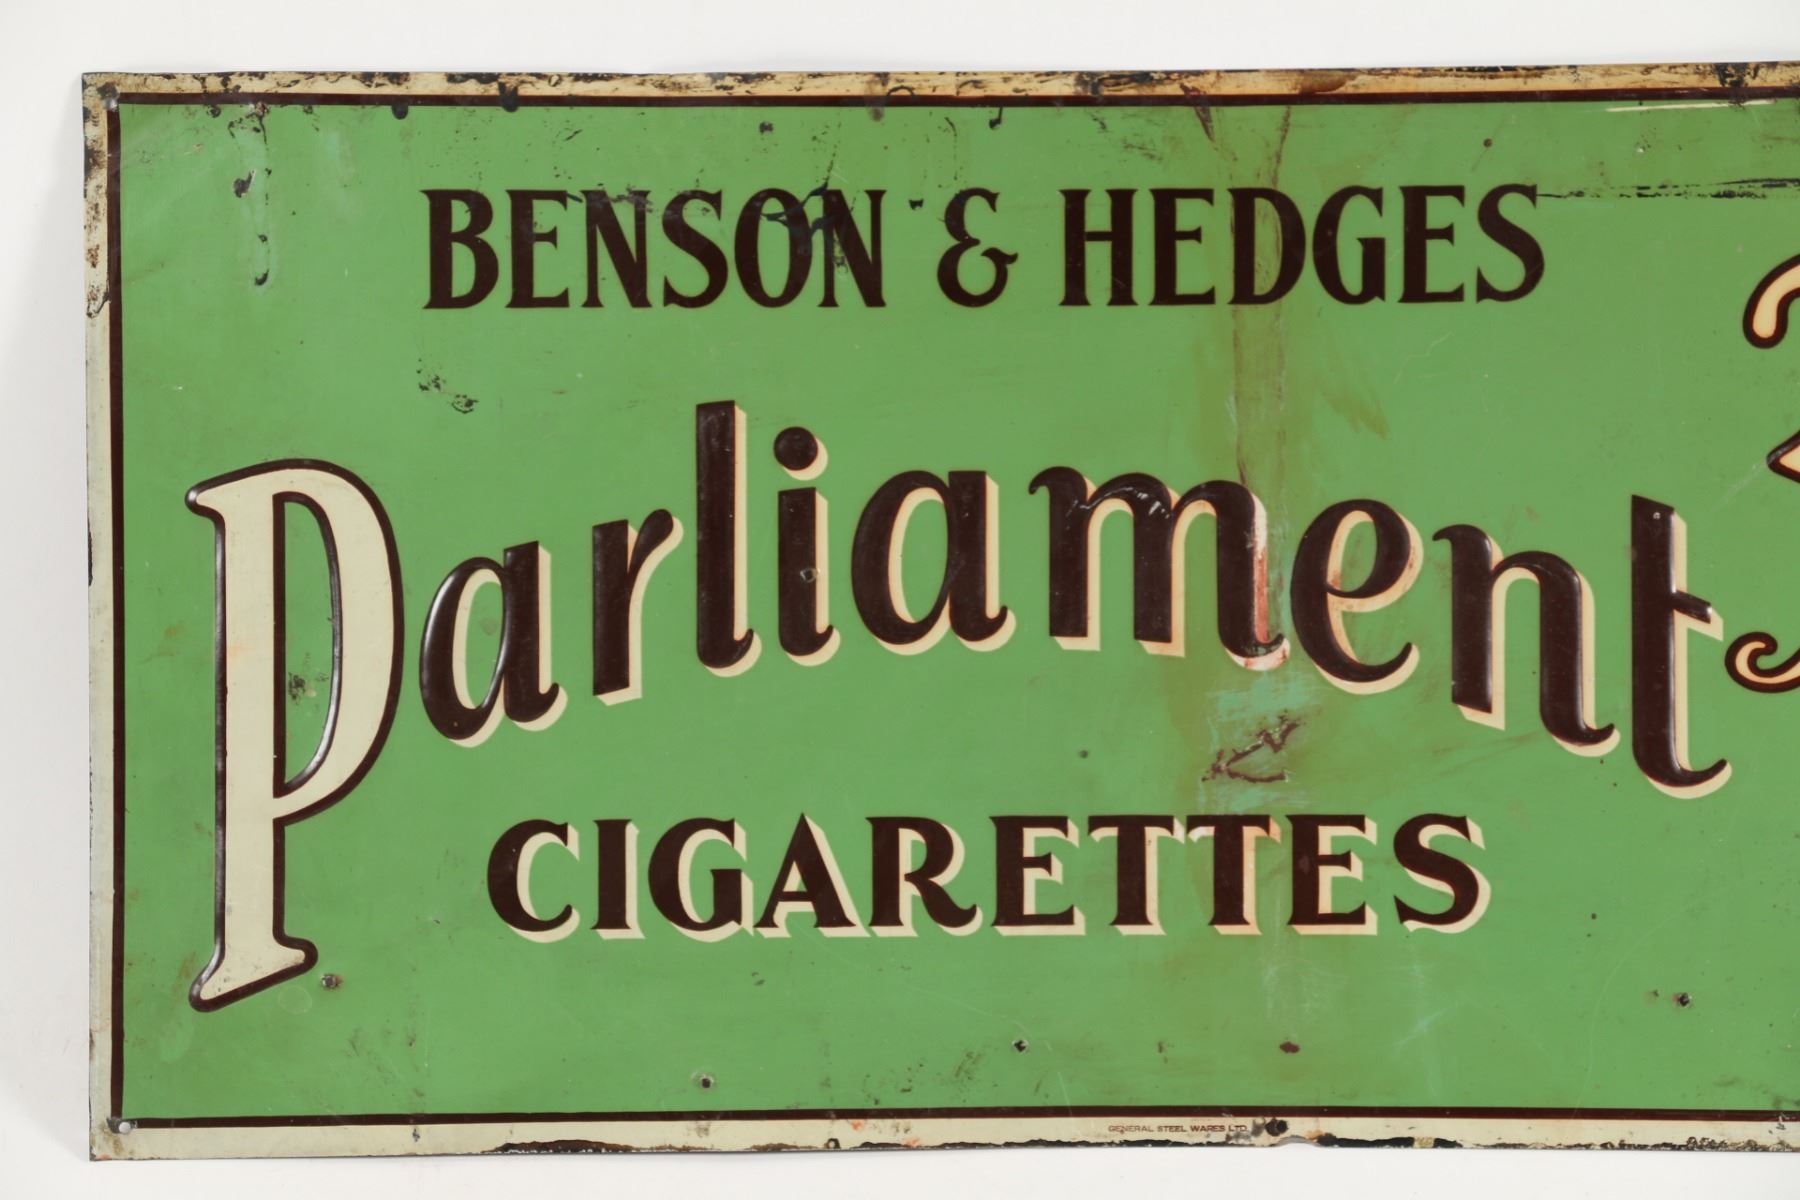 BENSON & HEDGES
Parliament
CIGARETTES
GENERAL STEEL WARES LTD.